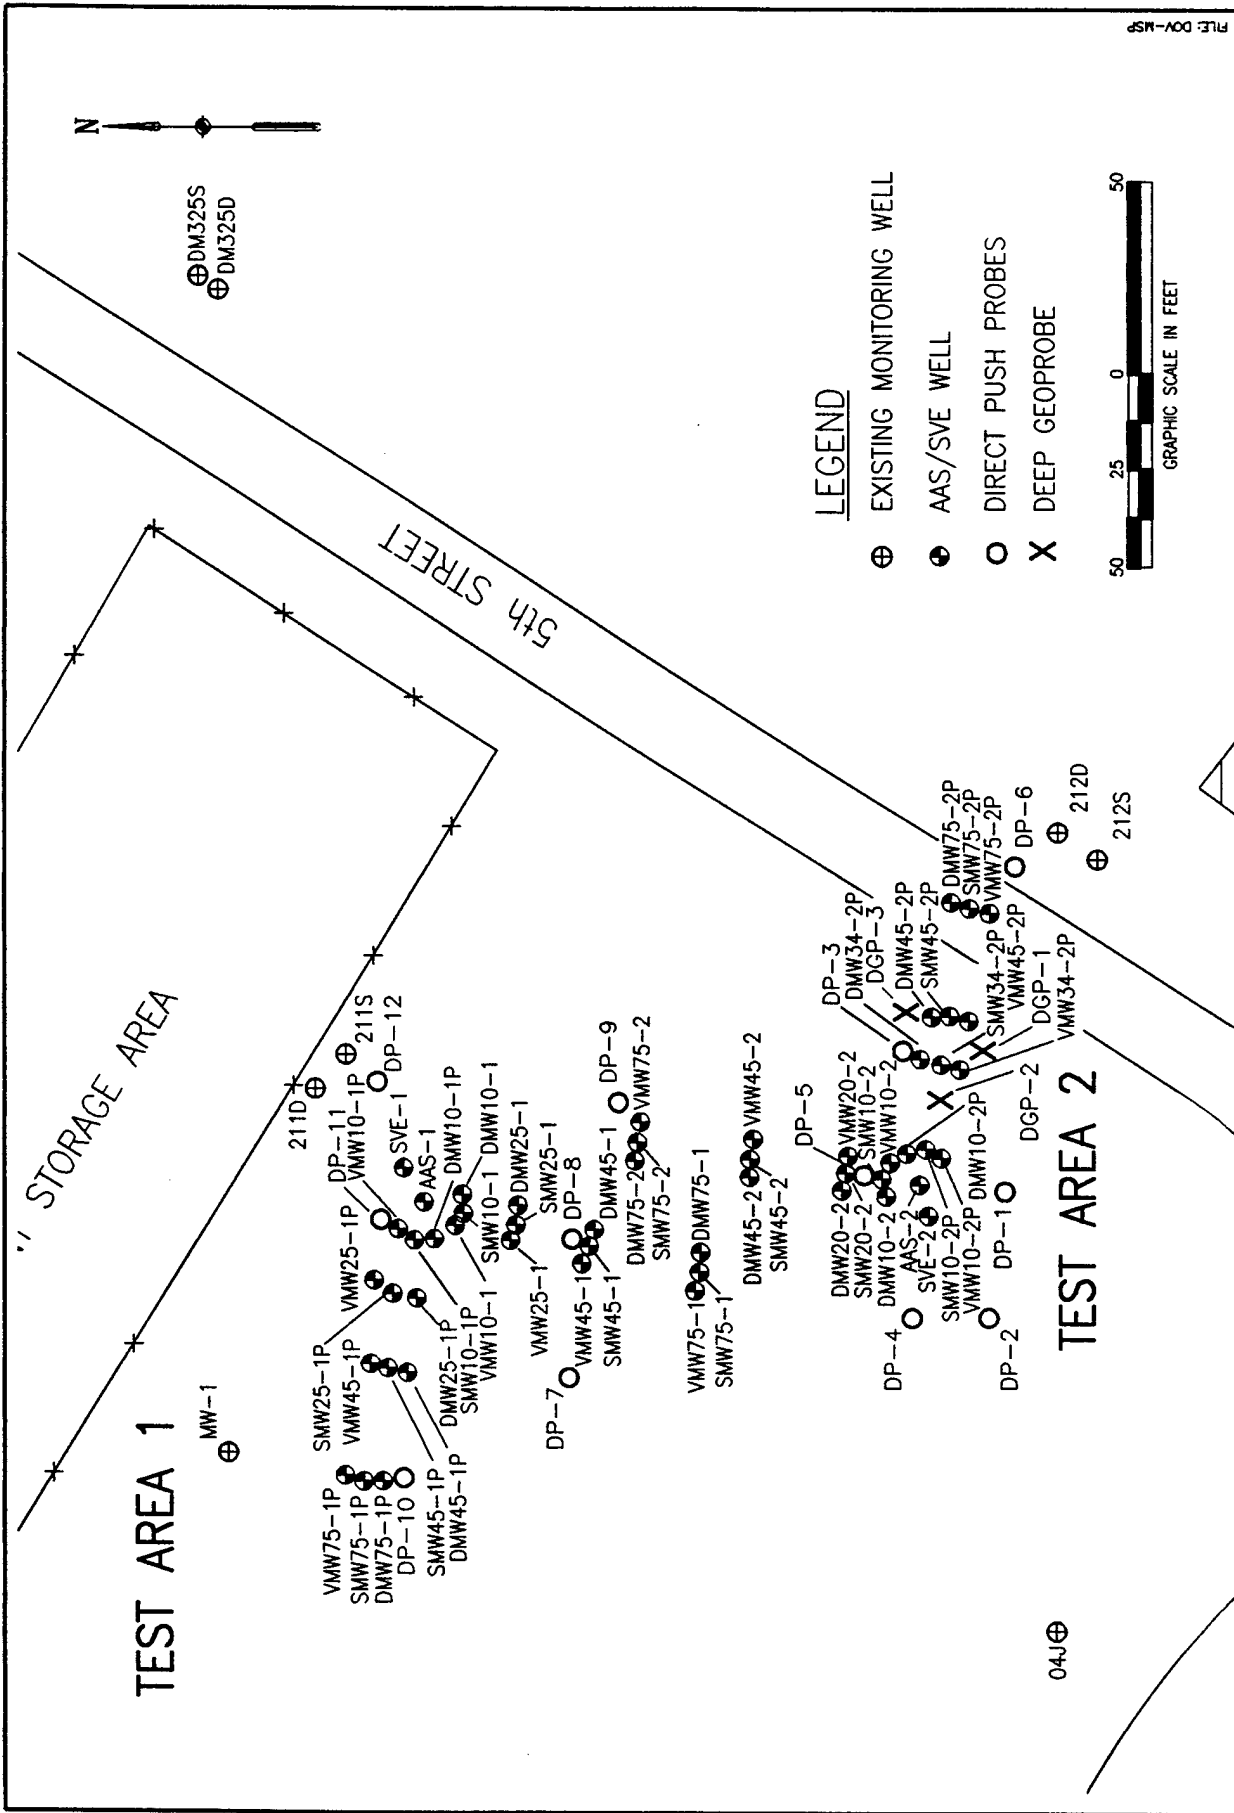 FILE: DOV-MSP
N
DM325S
DM325D
STORAGE AREA
5th STREET
TEST AREA 1
MW-1
211D
211S
DP-12
DP-11
VMW10-1P
SVE-1
AAS-1
DMW10-1P
DMW10-1
SMW10-1
VMW25-1P
SMW25-1P
VMW45-1P
VMW75-1P
SMW75-1P
DMW75-1P
DP-10
SMW45-1P
DMW45-1P
DMW25-1P
SMW10-1P
VMW10-1
DMW25-1
SMW25-1
VMW25-1
DP-8
DP-7
VMW45-1
SMW45-1
DMW45-1
DP-9
VMW75-2
DMW75-2
SMW75-2
VMW75-1
SMW75-1
DMW75-1
DMW45-2
SMW45-2
VMW45-2
DP-5
VMW20-2
SMW10-2
VMW10-2
DMW20-2
SMW20-2
DMW10-2
AAS-2
SVE-2
SMW10-2P
VMW10-2P
DMW10-2P
DP-1
DP-4
DP-2
DGP-2
DP-3
DMW34-2P
DGP-3
DMW45-2P
SMW45-2P
SMW34-2P
VMW45-2P
DGP-1
VMW34-2P
DMW75-2P
SMW75-2P
VMW75-2P
DP-6
212D
212S
TEST AREA 2
04J
LEGEND
EXISTING MONITORING WELL
AAS/SVE WELL
DIRECT PUSH PROBES
DEEP GEOPROBE
50 25 0 50
GRAPHIC SCALE IN FEET